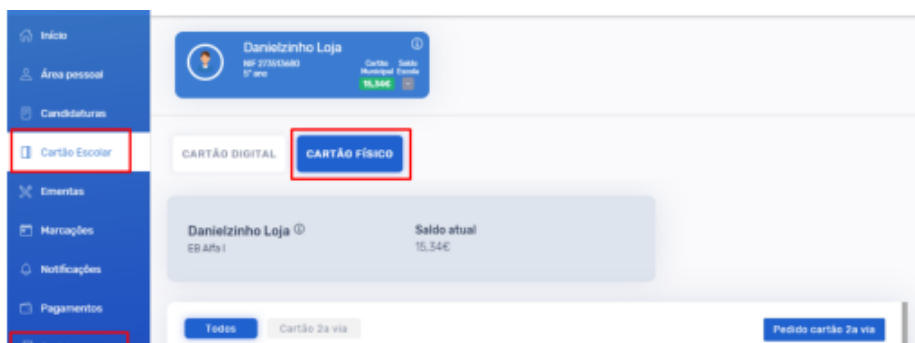 Início
Área pessoal
Candidaturas
Cartão Escolar
Ementas
Marcações
Notificações
Pagamentos
Danielzinho Loja
NIF 273513680
5º ano
Cartão Municipal
Saldo Escola
15,34€
CARTÃO DIGITAL
CARTÃO FÍSICO
Danielzinho Loja
EB Alfa I
Saldo atual
15,34€
Todos
Cartão 2a via
Pedido cartão 2a via